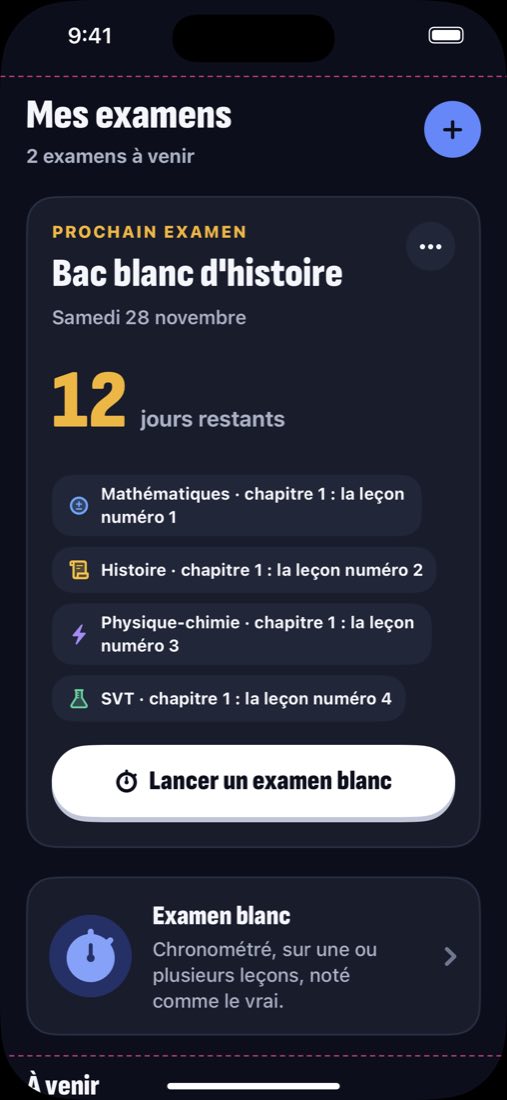 9:41
Mes examens
2 examens à venir
PROCHAIN EXAMEN
Bac blanc d'histoire
Samedi 28 novembre
12 jours restants
Mathématiques · chapitre 1 : la leçon
numéro 1
Histoire · chapitre 1 : la leçon numéro 2
Physique-chimie · chapitre 1 : la leçon
numéro 3
SVT · chapitre 1 : la leçon numéro 4
Lancer un examen blanc
Examen blanc
Chronométré, sur une ou
plusieurs leçons, noté
comme le vrai.
À venir